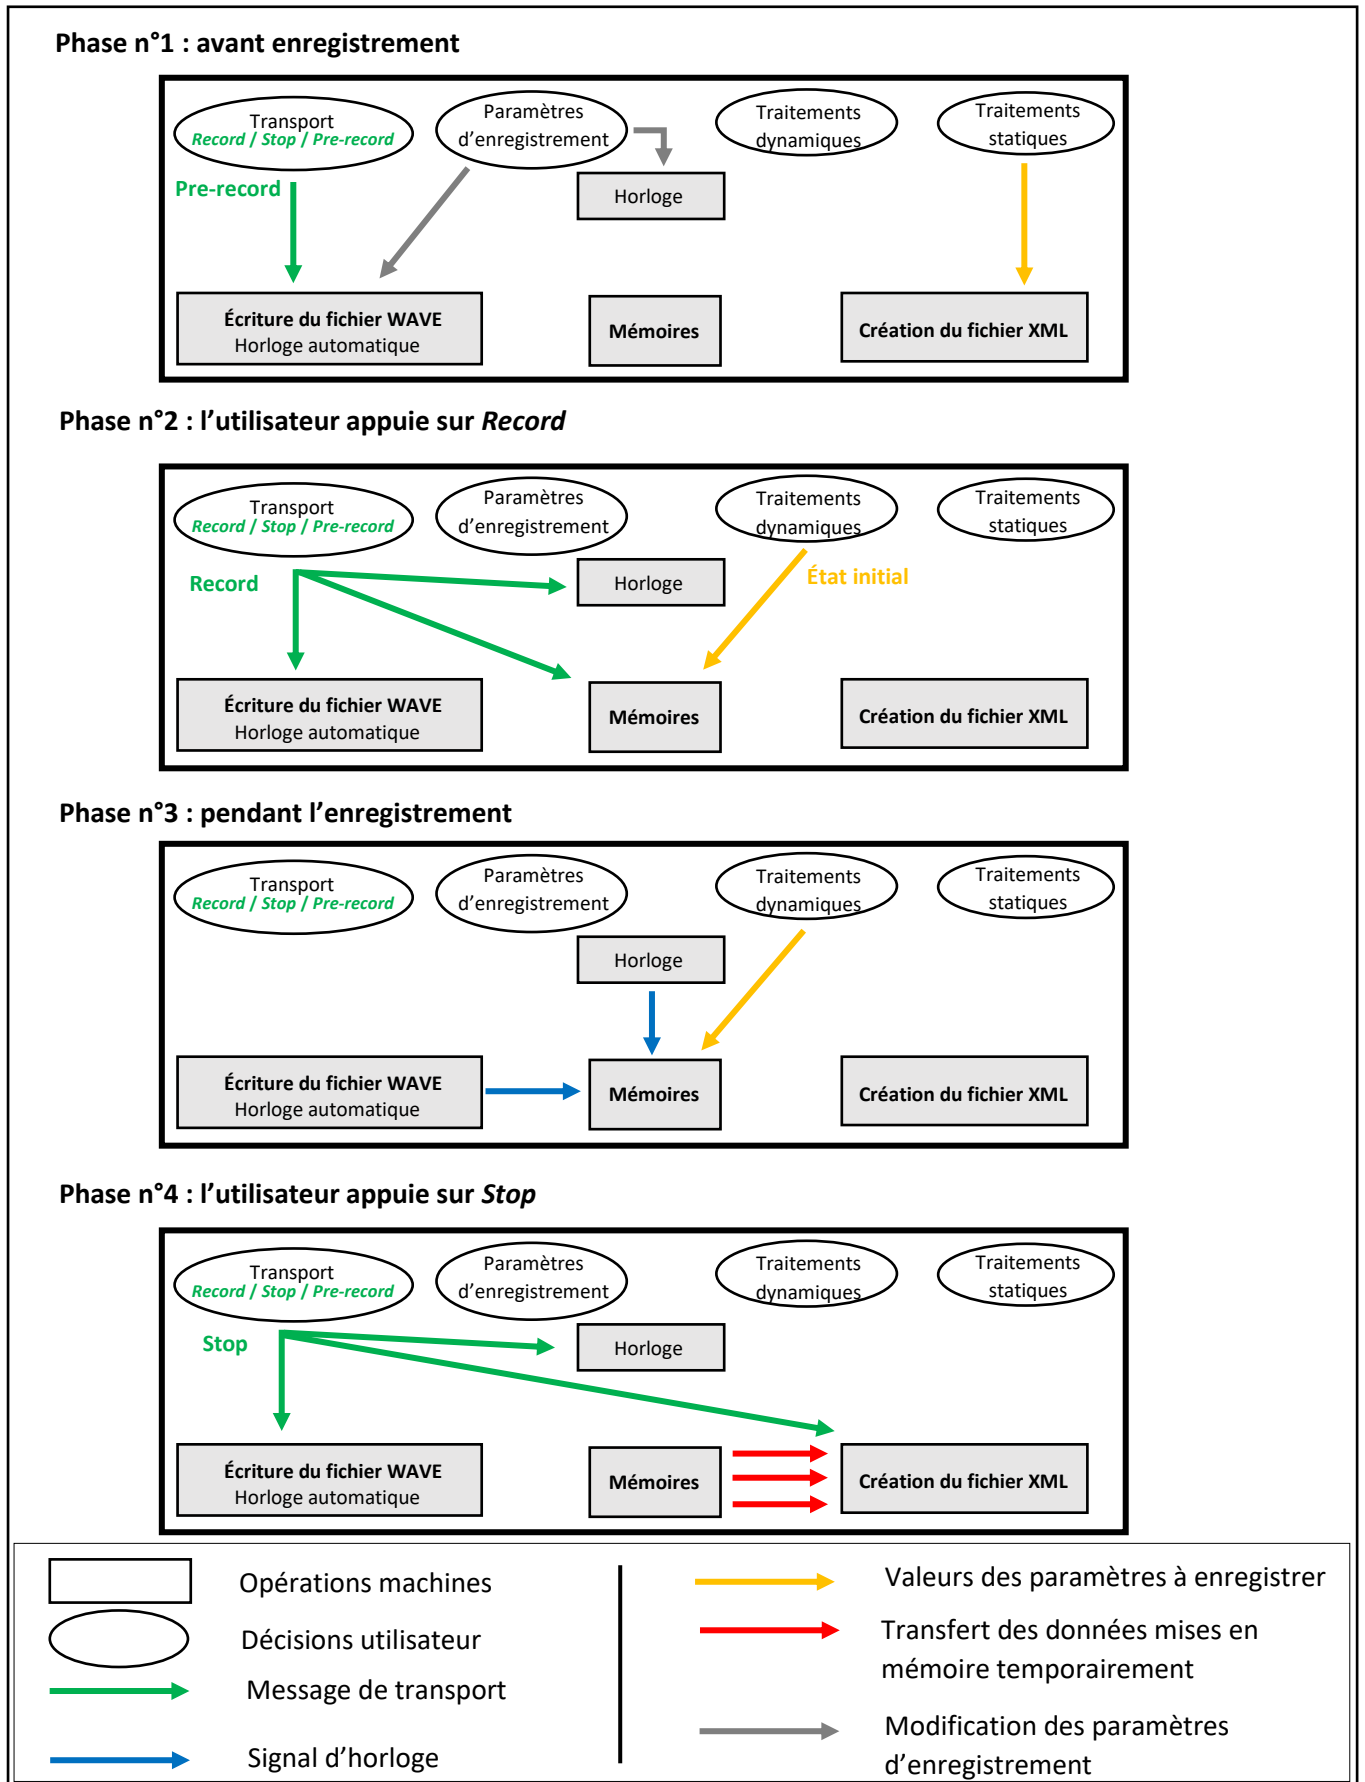 Phase n°1 : avant enregistrement
Transport
Record / Stop / Pre-record
Paramètres
d’enregistrement
Traitements
dynamiques
Traitements
statiques
Pre-record
Horloge
Écriture du fichier WAVE
Horloge automatique
Mémoires
Création du fichier XML
Phase n°2 : l’utilisateur appuie sur Record
Transport
Record / Stop / Pre-record
Paramètres
d’enregistrement
Traitements
dynamiques
Traitements
statiques
Record
Horloge
État initial
Écriture du fichier WAVE
Horloge automatique
Mémoires
Création du fichier XML
Phase n°3 : pendant l’enregistrement
Transport
Record / Stop / Pre-record
Paramètres
d’enregistrement
Traitements
dynamiques
Traitements
statiques
Horloge
Écriture du fichier WAVE
Horloge automatique
Mémoires
Création du fichier XML
Phase n°4 : l’utilisateur appuie sur Stop
Transport
Record / Stop / Pre-record
Paramètres
d’enregistrement
Traitements
dynamiques
Traitements
statiques
Stop
Horloge
Écriture du fichier WAVE
Horloge automatique
Mémoires
Création du fichier XML
Opérations machines
Décisions utilisateur
Message de transport
Signal d’horloge
Valeurs des paramètres à enregistrer
Transfert des données mises en
mémoire temporairement
Modification des paramètres
d’enregistrement